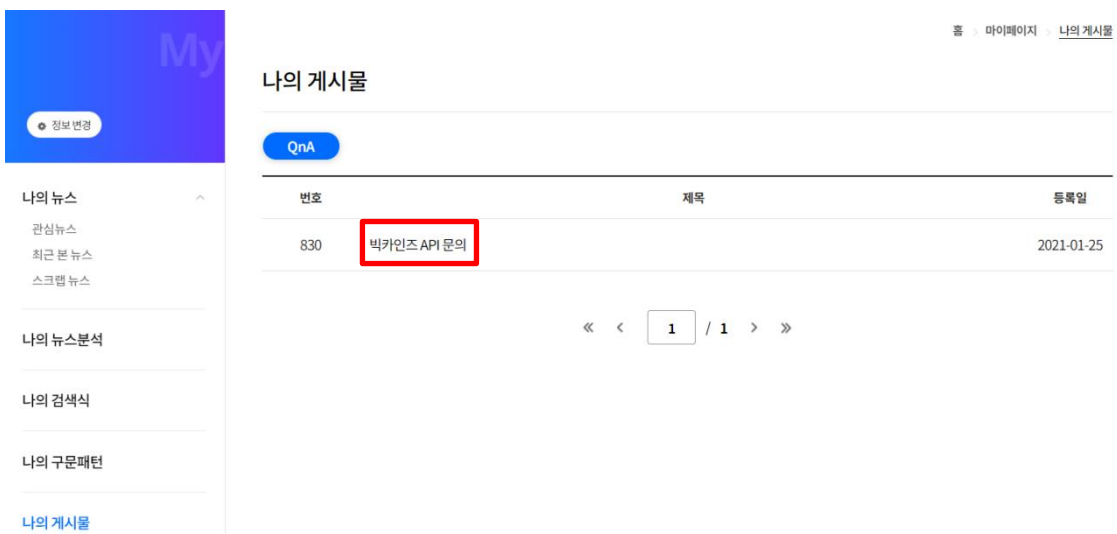 홈 > 마이페이지 > 나의 게시물
My
정보변경
나의 뉴스
관심뉴스
최근 본 뉴스
스크랩 뉴스
나의 뉴스분석
나의 검색식
나의 구문패턴
나의 게시물
나의 게시물
QnA
번호 제목 등록일
830 빅카인즈 API 문의 2021-01-25
« < 1 / 1 > »